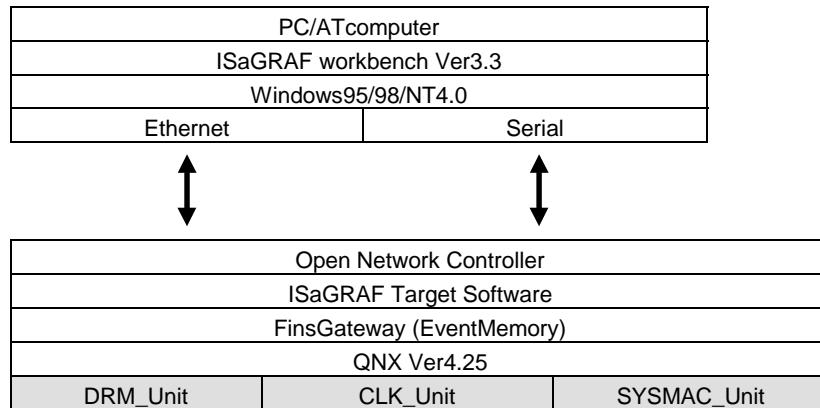 PC/ATcomputer
ISaGRAF workbench Ver3.3
Windows95/98/NT4.0
Ethernet Serial
Open Network Controller
ISaGRAF Target Software
FinsGateway (EventMemory)
QNX Ver4.25
DRM_Unit CLK_Unit SYSMAC_Unit